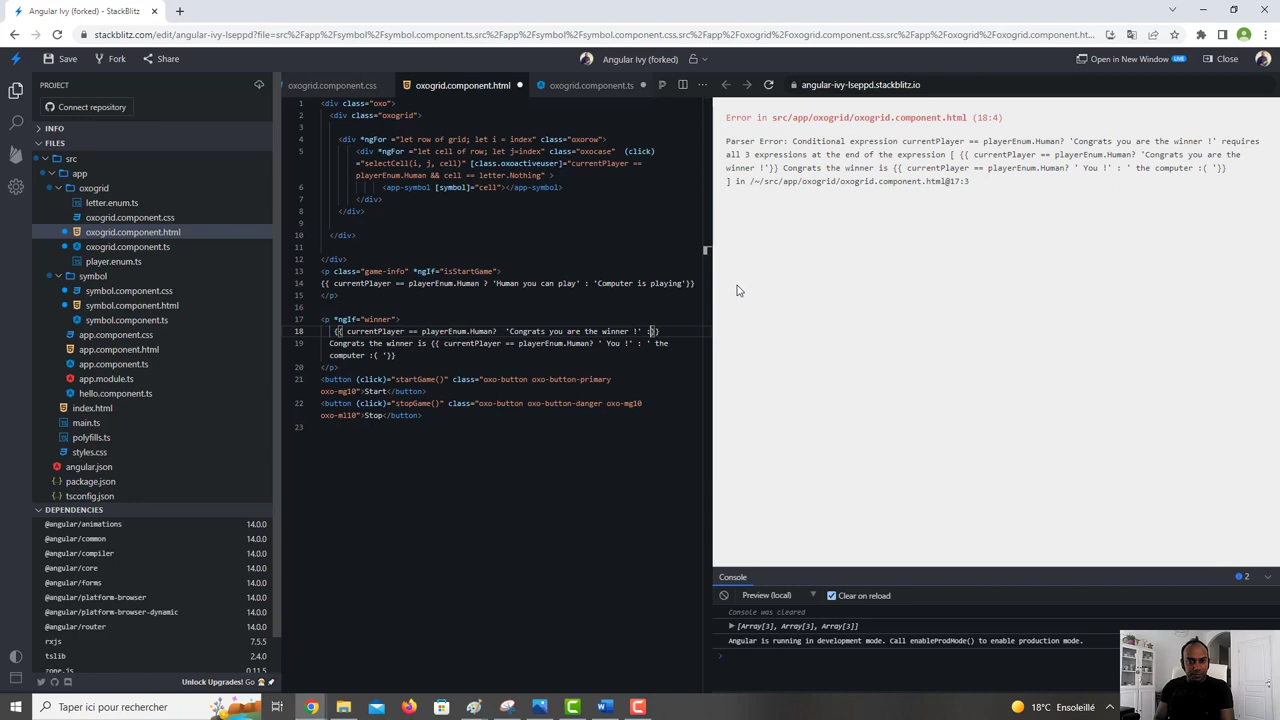 Angular Ivy (forked) | StackBlitz
stackblitz.com/edit/angular-ivy-lseppd?file=src%2Fapp%2Fsymbol%2Fsymbol.component.ts,src%2Fapp%2Fsymbol%2Fsymbol.component.html,src%2Fapp%2Foxogrid%2Foxogrid.component.css,src%2Fapp%2Foxogrid%2Foxogrid.component.ht...
Save
Fork
Share
Angular Ivy (forked)
Open in New Window LIVE
Close
PROJECT
Connect repository
INFO
FILES
src
app
oxogrid
letter.enum.ts
oxogrid.component.css
oxogrid.component.html
oxogrid.component.ts
player.enum.ts
symbol
symbol.component.css
symbol.component.html
symbol.component.ts
app.component.css
app.component.html
app.component.ts
app.module.ts
hello.component.ts
index.html
main.ts
polyfills.ts
styles.css
angular.json
package.json
tsconfig.json
DEPENDENCIES
@angular/animations 14.0.0
@angular/common 14.0.0
@angular/compiler 14.0.0
@angular/core 14.0.0
@angular/forms 14.0.0
@angular/platform-browser 14.0.0
@angular/platform-browser-dynamic 14.0.0
@angular/router 14.0.0
rxjs 7.5.5
tslib 2.4.0
zone.js 0.11.5
Unlock Upgrades! Go
oxogrid.component.css
oxogrid.component.html
oxogrid.component.ts
1 <div class="oxo">
2 <div class="oxogrid">
3
4 <div *ngFor ="let row of grid; let i = index" class="oxorow">
5 <div *ngFor ="let cell of row; let j=index" class="oxocase" (click)
="selectCell(i, j, cell)" [class.oxoactiveuser]="currentPlayer ==
playerEnum.Human && cell == letter.Nothing" >
6 <app-symbol [symbol]="cell"></app-symbol>
7 </div>
8 </div>
9
10 </div>
11
12 </div>
13 <p class="game-info" *ngIf="isStartGame">
14 {{ currentPlayer == playerEnum.Human ? 'Human you can play' : 'Computer is playing'}}
15 </p>
16
17 <p *ngIf="winner">
18 {{ currentPlayer == playerEnum.Human? 'Congrats you are the winner !' :}}
19 Congrats the winner is {{ currentPlayer == playerEnum.Human? ' You !' : ' the
computer :( '}}
20 </p>
21 <button (click)="startGame()" class="oxo-button oxo-button-primary
oxo-mg10">Start</button>
22 <button (click)="stopGame()" class="oxo-button oxo-button-danger oxo-mg10
oxo-ml10">Stop</button>
23
angular-ivy-lseppd.stackblitz.io
Error in src/app/oxogrid/oxogrid.component.html (18:4)
Parser Error: Conditional expression currentPlayer == playerEnum.Human? 'Congrats you are the winner !' requires
all 3 expressions at the end of the expression [ {{ currentPlayer == playerEnum.Human? 'Congrats you are the
winner !'}} Congrats the winner is {{ currentPlayer == playerEnum.Human? ' You !' : ' the computer :( '}}
] in /~/src/app/oxogrid/oxogrid.component.html@17:3
Console
2
Preview (local)
Clear on reload
Console was cleared
[Array[3], Array[3], Array[3]]
Angular is running in development mode. Call enableProdMode() to enable production mode.
Taper ici pour rechercher
18°C Ensoleillé